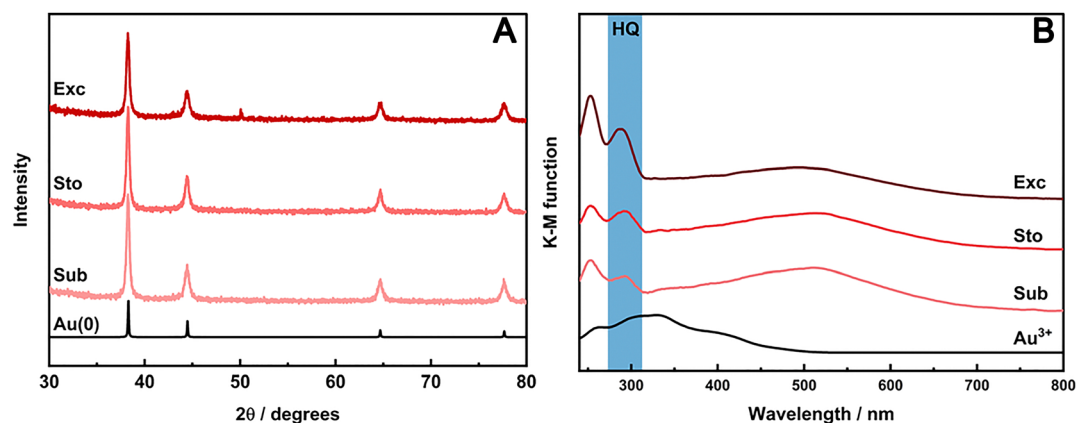 A
Exc
Sto
Sub
Au(0)
Intensity
30 40 50 60 70 80
2θ / degrees
B
HQ
Exc
Sto
Sub
Au³⁺
K-M function
300 400 500 600 700 800
Wavelength / nm